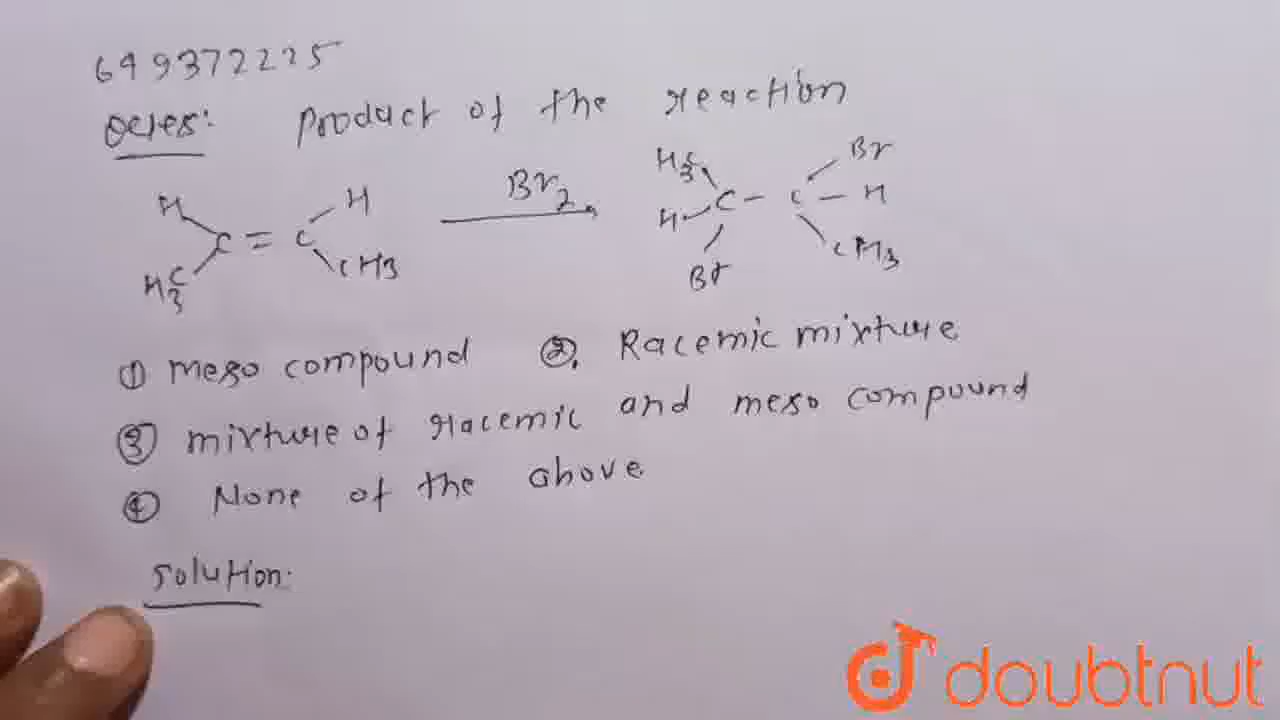 649372225
Ques: Product of the reaction
H H Br2 H3C Br
C = C C - C - H
H3C CH3 H Br CH3
① meso compound ②. Racemic mixture
③ mixture of racemic and meso compound
④ None of the above
Solution:
doubtnut